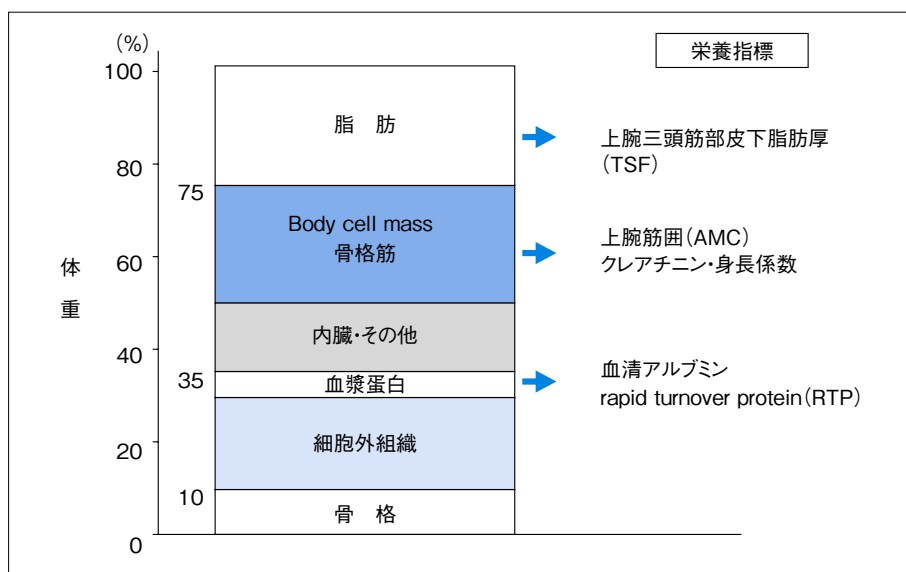 (%)
栄養指標
100
脂 肪
上腕三頭筋部皮下脂肪厚
(TSF)
80
75
Body cell mass
骨格筋
上腕筋囲(AMC)
クレアチニン・身長係数
60
体重
内臓・その他
40
35
血漿蛋白
血清アルブミン
rapid turnover protein(RTP)
細胞外組織
20
10
骨 格
0